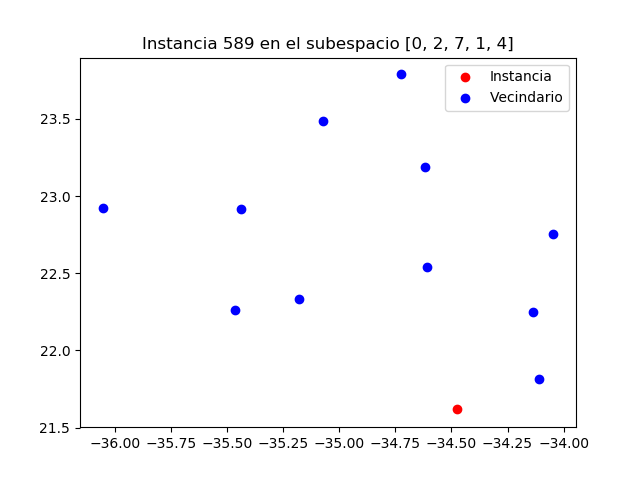 Instancia 589 en el subespacio [0, 2, 7, 1, 4]
Instancia
Vecindario
23.5
23.0
22.5
22.0
21.5
−36.00 −35.75 −35.50 −35.25 −35.00 −34.75 −34.50 −34.25 −34.00